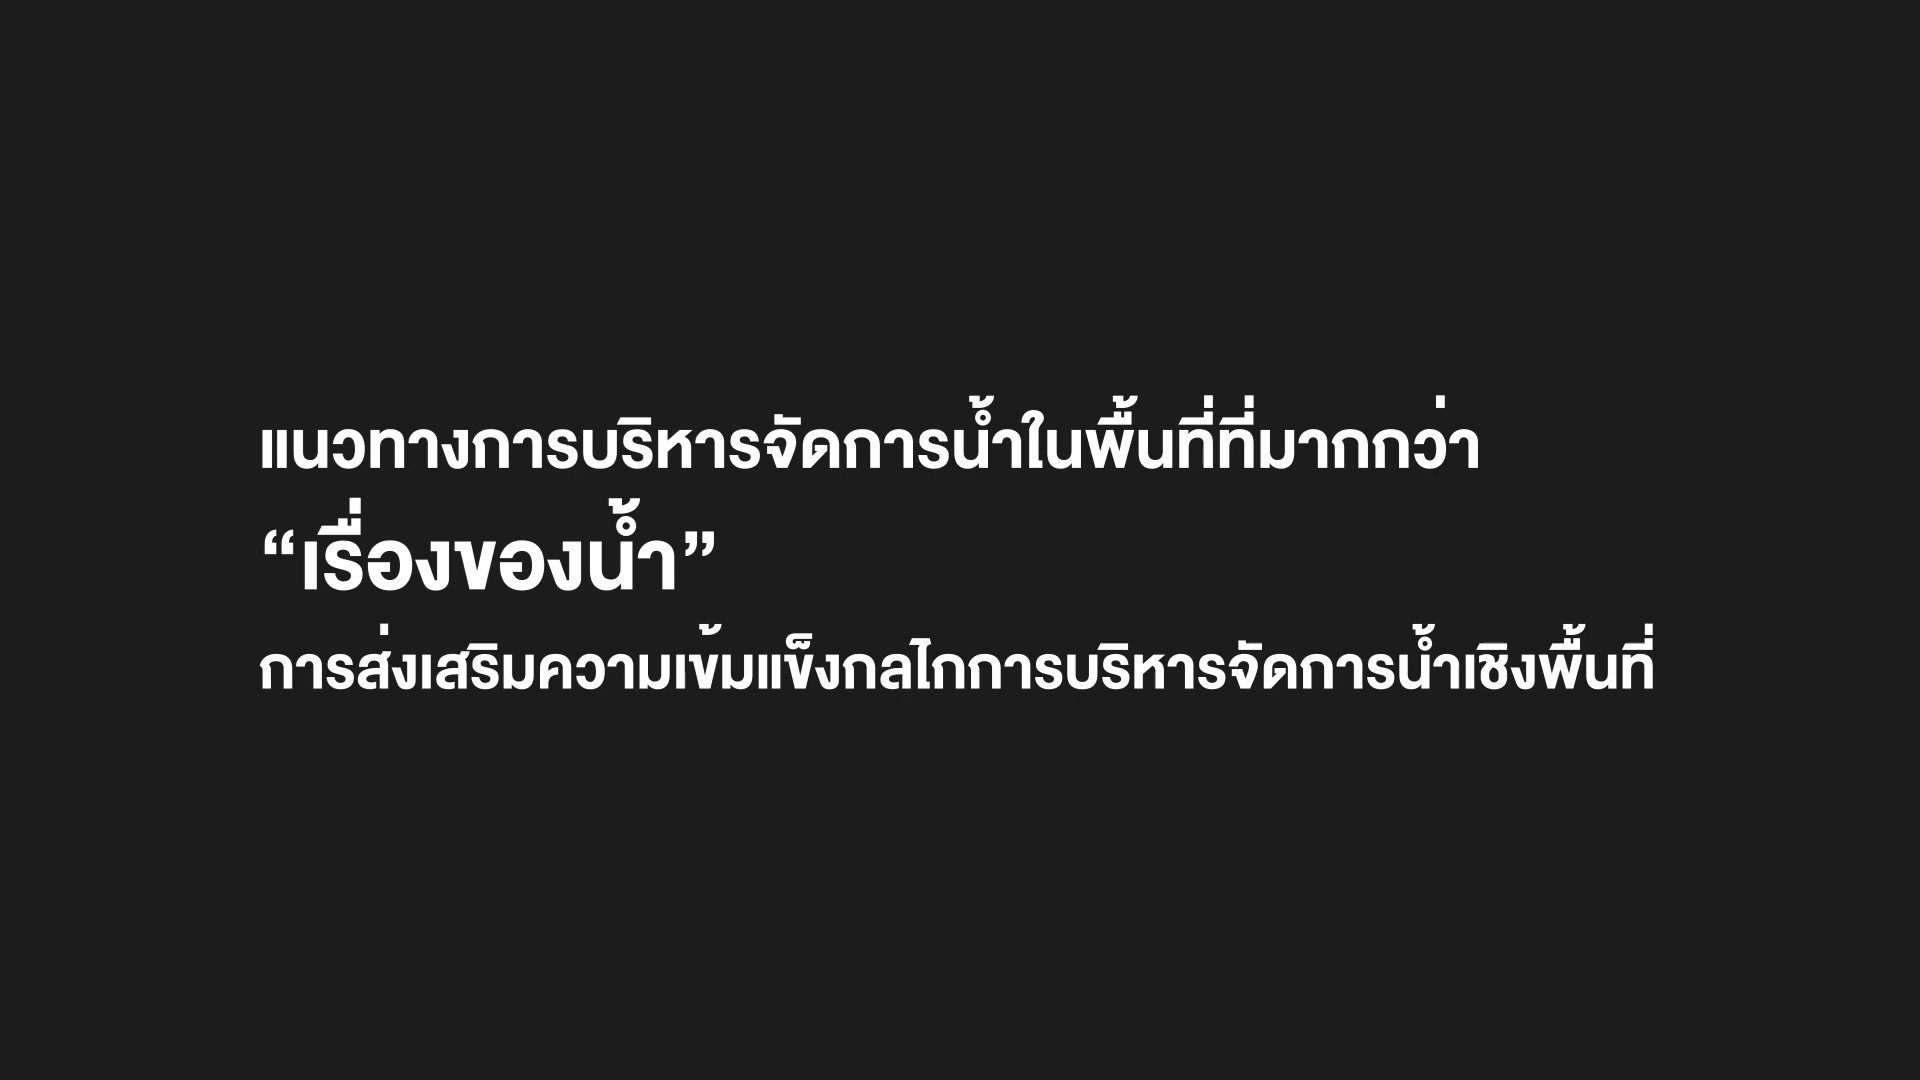 แนวทางการบริหารจัดการน้ำในพื้นที่ที่มากกว่า
“เรื่องของน้ำ”
การส่งเสริมความเข้มแข็งกลไกการบริหารจัดการน้ำเชิงพื้นที่